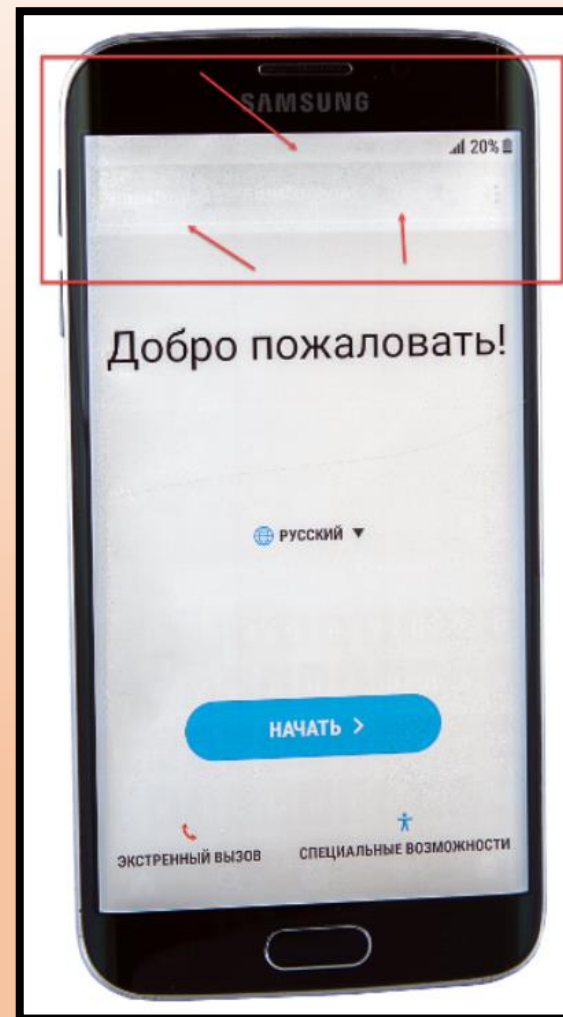 SAMSUNG
20%
Добро пожаловать!
РУССКИЙ
НАЧАТЬ >
ЭКСТРЕННЫЙ ВЫЗОВ
СПЕЦИАЛЬНЫЕ ВОЗМОЖНОСТИ